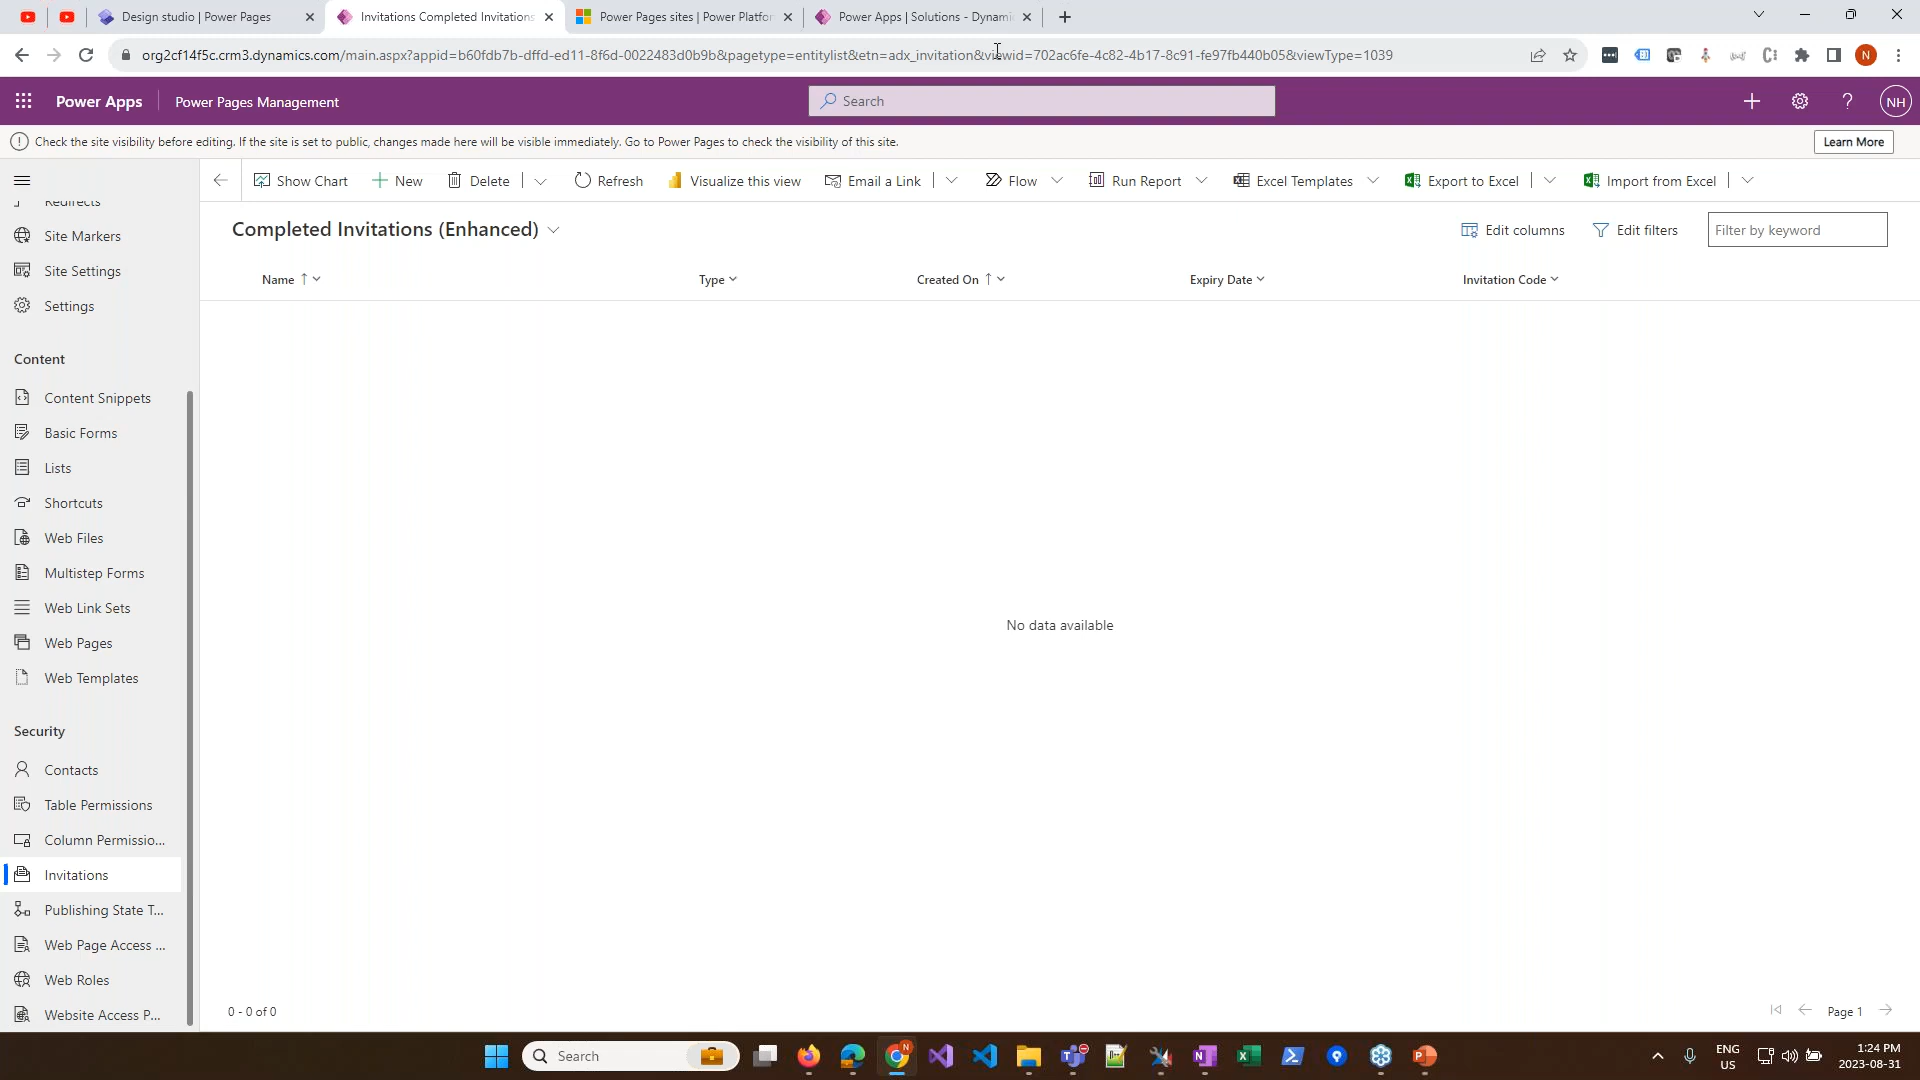 Design studio | Power Pages
Invitations Completed Invitations
Power Pages sites | Power Platfor
Power Apps | Solutions - Dynami
org2cf14f5c.crm3.dynamics.com/main.aspx?appid=b60fdb7b-dffd-ed11-8f6d-0022483d0b9b&pagetype=entitylist&etn=adx_invitation&viewid=702ac6fe-4c82-4b17-8c91-fe97fb440b05&viewType=1039
N
Power Apps
Power Pages Management
Search
NH
Check the site visibility before editing. If the site is set to public, changes made here will be visible immediately. Go to Power Pages to check the visibility of this site.
Learn More
Show Chart
New
Delete
Refresh
Visualize this view
Email a Link
Flow
Run Report
Excel Templates
Export to Excel
Import from Excel
Redirects
Site Markers
Site Settings
Settings
Content
Content Snippets
Basic Forms
Lists
Shortcuts
Web Files
Multistep Forms
Web Link Sets
Web Pages
Web Templates
Security
Contacts
Table Permissions
Column Permissio...
Invitations
Publishing State T...
Web Page Access ...
Web Roles
Website Access P...
Completed Invitations (Enhanced)
Edit columns
Edit filters
Filter by keyword
Name
Type
Created On
Expiry Date
Invitation Code
No data available
0 - 0 of 0
Page 1
Search
ENG
US
1:24 PM
2023-08-31